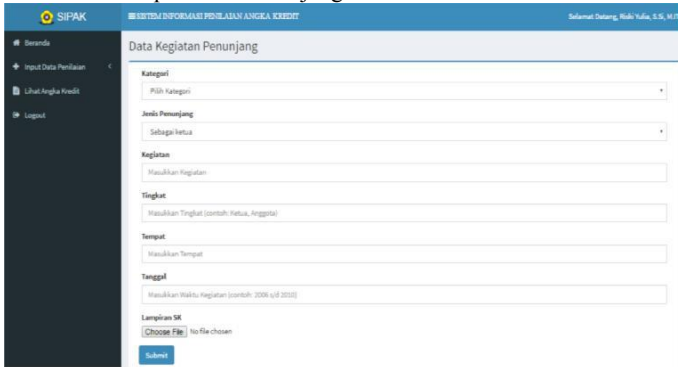 SIPAK
SISTEM INFORMASI PENILAIAN ANGKA KREDIT
Selamat Datang, Riski Yulia, S.Si, M.IT
Beranda
Input Data Penilaian
Lihat Angka Kredit
Logout
Data Kegiatan Penunjang
Kategori
Pilih Kategori
Jenis Penunjang
Sebagai ketua
Kegiatan
Masukkan Kegiatan
Tingkat
Masukkan Tingkat (contoh: Ketua, Anggota)
Tempat
Masukkan Tempat
Tanggal
Masukkan Waktu Kegiatan (contoh: 2006 s/d 2010)
Lampiran SK
Choose File No file chosen
Submit